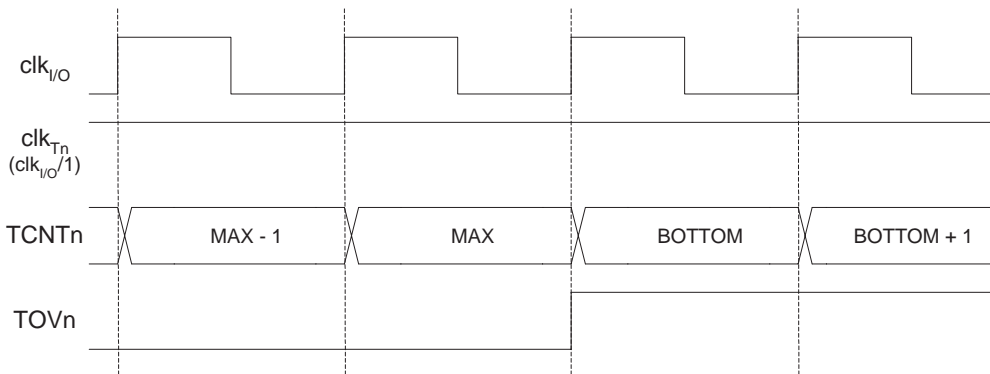 clkI/O
clkTn
(clkI/O/1)
TCNTn MAX - 1 MAX BOTTOM BOTTOM + 1
TOVn